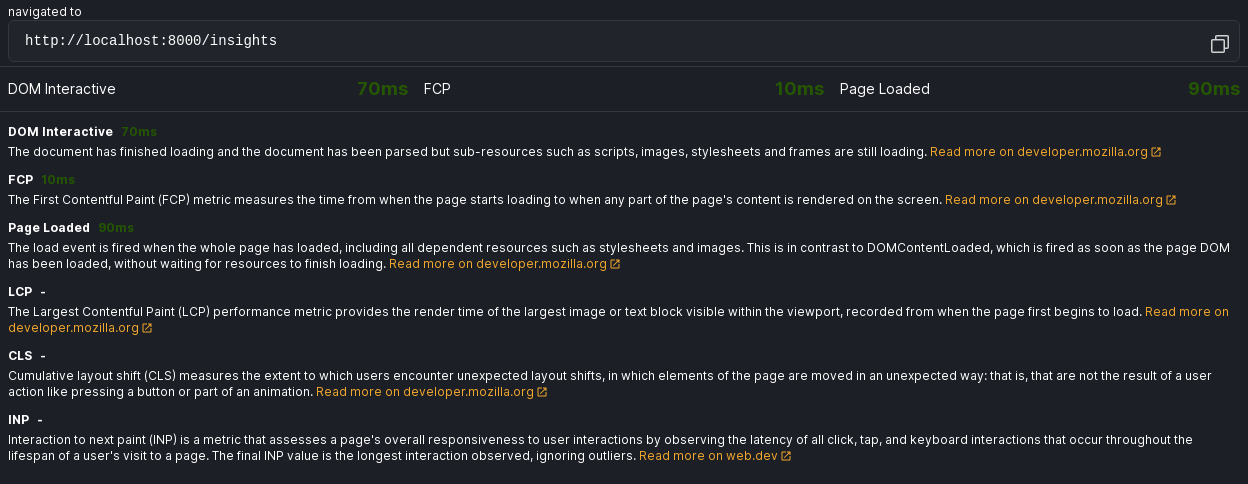 navigated to
http://localhost:8000/insights
DOM Interactive 70ms FCP 10ms Page Loaded 90ms
DOM Interactive 70ms
The document has finished loading and the document has been parsed but sub-resources such as scripts, images, stylesheets and frames are still loading. Read more on developer.mozilla.org
FCP 10ms
The First Contentful Paint (FCP) metric measures the time from when the page starts loading to when any part of the page's content is rendered on the screen. Read more on developer.mozilla.org
Page Loaded 90ms
The load event is fired when the whole page has loaded, including all dependent resources such as stylesheets and images. This is in contrast to DOMContentLoaded, which is fired as soon as the page DOM
has been loaded, without waiting for resources to finish loading. Read more on developer.mozilla.org
LCP -
The Largest Contentful Paint (LCP) performance metric provides the render time of the largest image or text block visible within the viewport, recorded from when the page first begins to load. Read more on
developer.mozilla.org
CLS -
Cumulative layout shift (CLS) measures the extent to which users encounter unexpected layout shifts, in which elements of the page are moved in an unexpected way: that is, that are not the result of a user
action like pressing a button or part of an animation. Read more on developer.mozilla.org
INP -
Interaction to next paint (INP) is a metric that assesses a page's overall responsiveness to user interactions by observing the latency of all click, tap, and keyboard interactions that occur throughout the
lifespan of a user's visit to a page. The final INP value is the longest interaction observed, ignoring outliers. Read more on web.dev